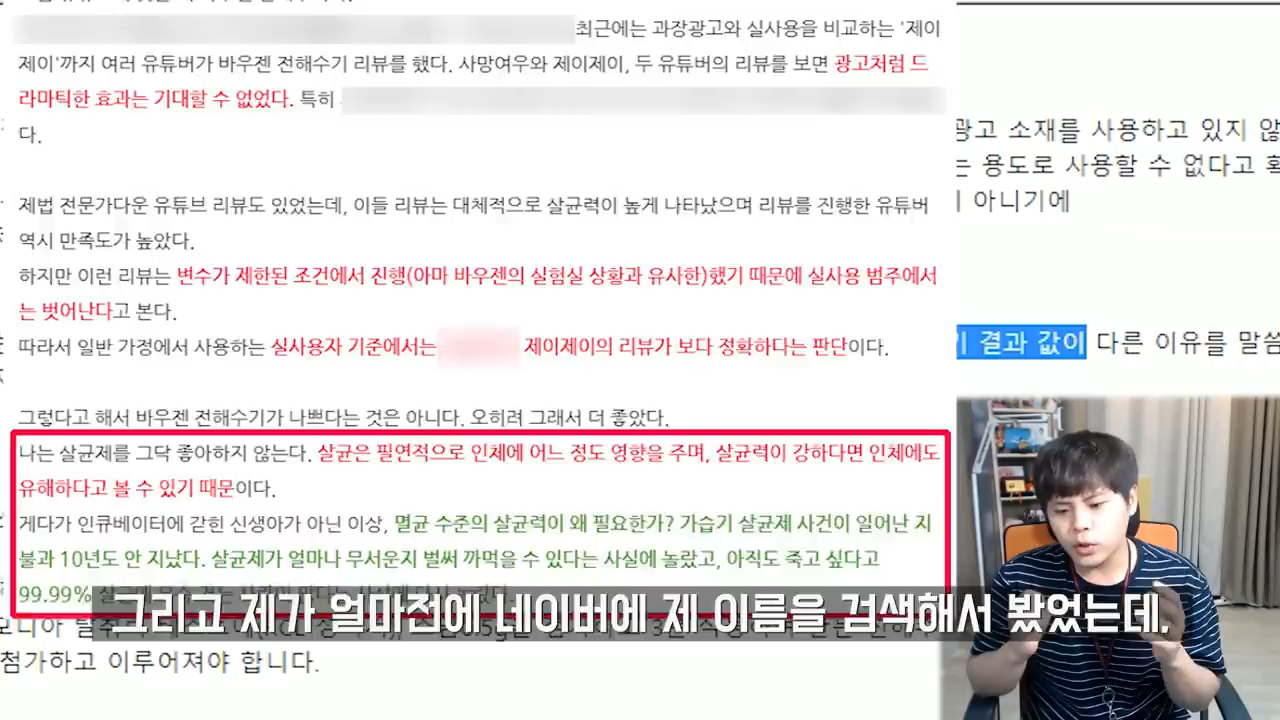 최근에는 과장광고와 실사용을 비교하는 '제이
제이'까지 여러 유튜버가 바우젠 전해수기 리뷰를 했다. 사망여우와 제이제이, 두 유튜버의 리뷰를 보면 광고처럼 드
라마틱한 효과는 기대할 수 없었다. 특히
다.
제법 전문가다운 유튜브 리뷰도 있었는데, 이들 리뷰는 대체적으로 살균력이 높게 나타났으며 리뷰를 진행한 유튜버
역시 만족도가 높았다.
하지만 이런 리뷰는 변수가 제한된 조건에서 진행(아마 바우젠의 실험실 상황과 유사한)했기 때문에 실사용 범주에서
는 벗어난다고 본다.
따라서 일반 가정에서 사용하는 실사용자 기준에서는 제이제이의 리뷰가 보다 정확하다는 판단이다.
그렇다고 해서 바우젠 전해수기가 나쁘다는 것은 아니다. 오히려 그래서 더 좋았다.
나는 살균제를 그닥 좋아하지 않는다. 살균은 필연적으로 인체에 어느 정도 영향을 주며, 살균력이 강하다면 인체에도
유해하다고 볼 수 있기 때문이다.
게다가 인큐베이터에 갇힌 신생아가 아닌 이상, 멸균 수준의 살균력이 왜 필요한가? 가습기 살균제 사건이 일어난 지
불과 10년도 안 지났다. 살균제가 얼마나 무서운지 벌써 까먹을 수 있다는 사실에 놀랐고, 아직도 죽고 싶다고
99.99%
첨가하고 이루어져야 합니다.
광고 소재를 사용하고 있지 않
는 용도로 사용할 수 없다고 확
아니기에
결과 값이 다른 이유를 말씀
그리고 제가 얼마전에 네이버에 제 이름을 검색해서 봤었는데.